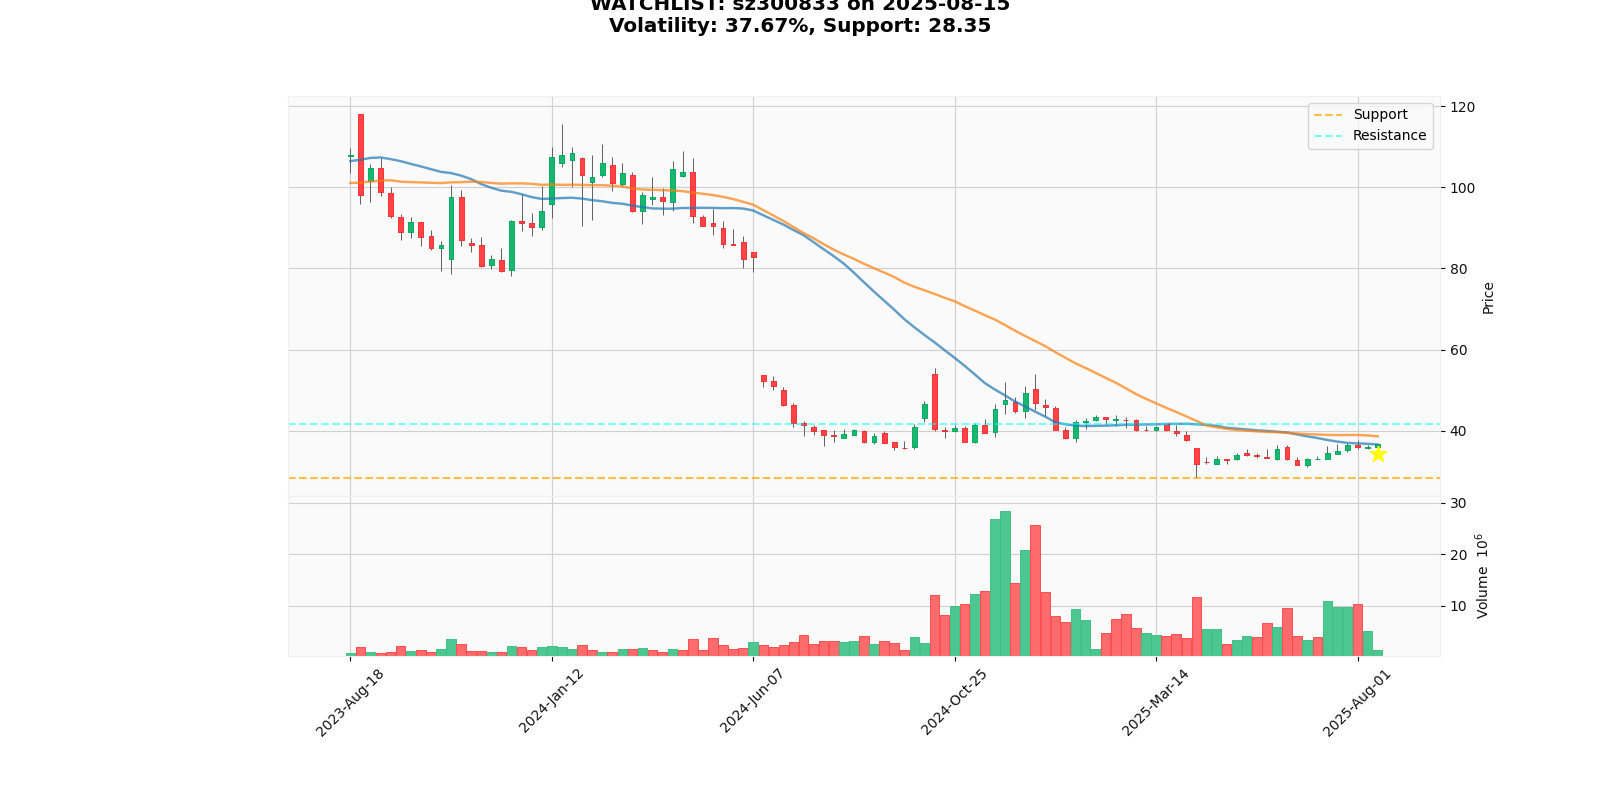 WATCHLIST: sz300833 on 2025-08-15
Volatility: 37.67%, Support: 28.35
Support
Resistance
120
100
80
60
40
Price
30
20
10
Volume 10⁶
2023-Aug-18
2024-Jan-12
2024-Jun-07
2024-Oct-25
2025-Mar-14
2025-Aug-01